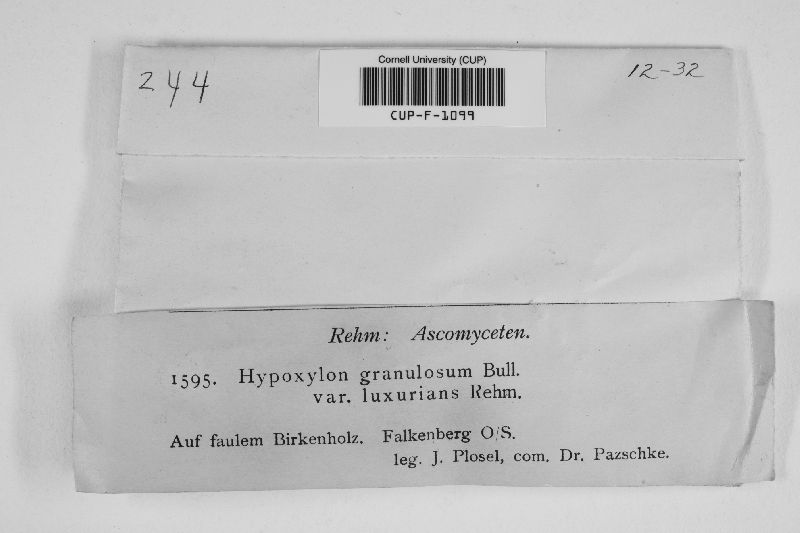 244
Cornell University (CUP)
CUP-F-1099
12-32
Rehm: Ascomyceten.
1595. Hypoxylon granulosum Bull.
var. luxurians Rehm.
Auf faulem Birkenholz. Falkenberg O/S.
leg. J. Plosel, com. Dr. Pazschke.